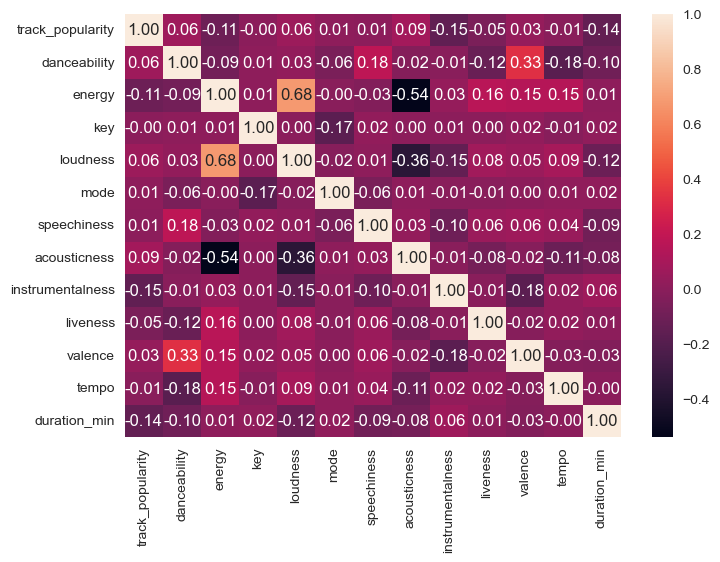 track_popularity 1.00 0.06 -0.11 -0.00 0.06 0.01 0.01 0.09 -0.15 -0.05 0.03 -0.01 -0.14
danceability 0.06 1.00 -0.09 0.01 0.03 -0.06 0.18 -0.02 -0.01 -0.12 0.33 -0.18 -0.10
energy -0.11 -0.09 1.00 0.01 0.68 -0.00 -0.03 -0.54 0.03 0.16 0.15 0.15 0.01
key -0.00 0.01 0.01 1.00 0.00 -0.17 0.02 0.00 0.01 0.00 0.02 -0.01 0.02
loudness 0.06 0.03 0.68 0.00 1.00 -0.02 0.01 -0.36 -0.15 0.08 0.05 0.09 -0.12
mode 0.01 -0.06 -0.00 -0.17 -0.02 1.00 -0.06 0.01 -0.01 -0.01 0.00 0.01 0.02
speechiness 0.01 0.18 -0.03 0.02 0.01 -0.06 1.00 0.03 -0.10 0.06 0.06 0.04 -0.09
acousticness 0.09 -0.02 -0.54 0.00 -0.36 0.01 0.03 1.00 -0.01 -0.08 -0.02 -0.11 -0.08
instrumentalness -0.15 -0.01 0.03 0.01 -0.15 -0.01 -0.10 -0.01 1.00 -0.01 -0.18 0.02 0.06
liveness -0.05 -0.12 0.16 0.00 0.08 -0.01 0.06 -0.08 -0.01 1.00 -0.02 0.02 0.01
valence 0.03 0.33 0.15 0.02 0.05 0.00 0.06 -0.02 -0.18 -0.02 1.00 -0.03 -0.03
tempo -0.01 -0.18 0.15 -0.01 0.09 0.01 0.04 -0.11 0.02 0.02 -0.03 1.00 -0.00
duration_min -0.14 -0.10 0.01 0.02 -0.12 0.02 -0.09 -0.08 0.06 0.01 -0.03 -0.00 1.00
track_popularity
danceability
energy
key
loudness
mode
speechiness
acousticness
instrumentalness
liveness
valence
tempo
duration_min
1.0
0.8
0.6
0.4
0.2
0.0
−0.2
−0.4